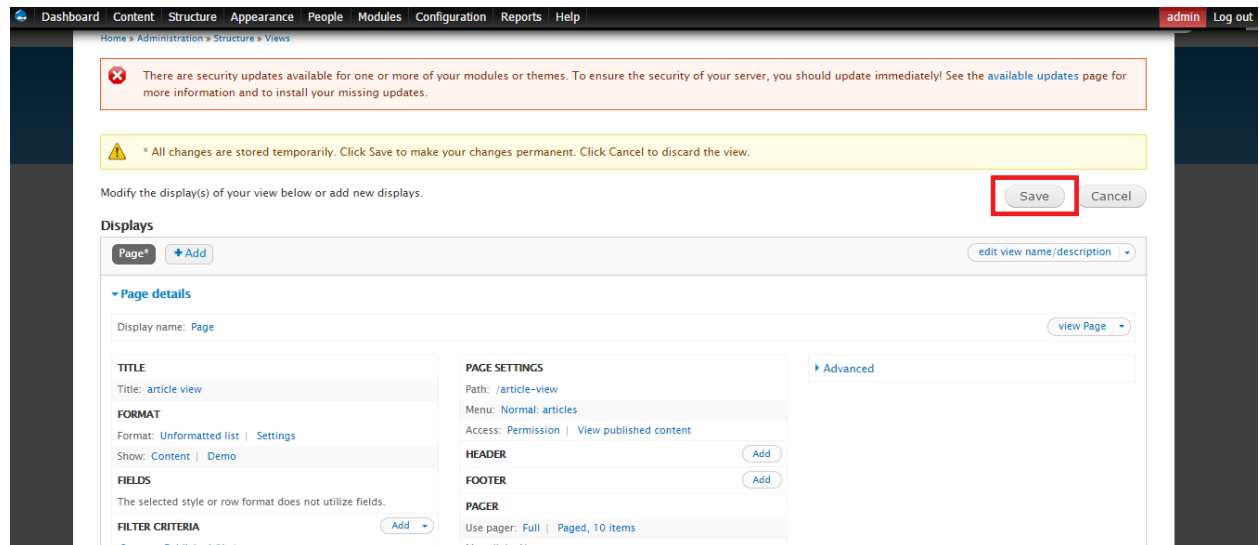 Dashboard Content Structure Appearance People Modules Configuration Reports Help admin Log out
Home » Administration » Structure » Views
There are security updates available for one or more of your modules or themes. To ensure the security of your server, you should update immediately! See the available updates page for
more information and to install your missing updates.
* All changes are stored temporarily. Click Save to make your changes permanent. Click Cancel to discard the view.
Modify the display(s) of your view below or add new displays.
Save Cancel
Displays
Page* +Add edit view name/description
Page details
Display name: Page view Page
TITLE
Title: article view
FORMAT
Format: Unformatted list | Settings
Show: Content | Demo
FIELDS
The selected style or row format does not utilize fields.
FILTER CRITERIA Add
PAGE SETTINGS
Path: /article-view
Menu: Normal: articles
Access: Permission | View published content
HEADER Add
FOOTER Add
PAGER
Use pager: Full | Paged, 10 items
Advanced